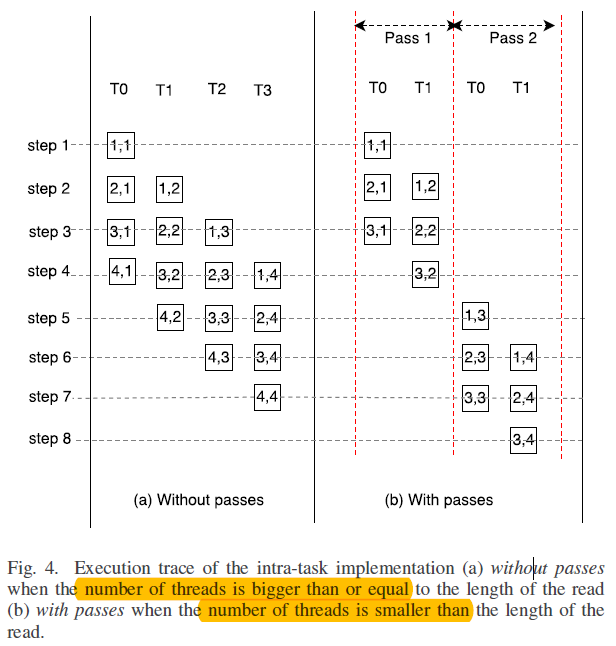 Pass 1 Pass 2
T0 T1 T2 T3 T0 T1 T0 T1
step 1 1,1 1,1
step 2 2,1 1,2 2,1 1,2
step 3 3,1 2,2 1,3 3,1 2,2
step 4 4,1 3,2 2,3 1,4 3,2
step 5 4,2 3,3 2,4 1,3
step 6 4,3 3,4 2,3 1,4
step 7 4,4 3,3 2,4
step 8 3,4
(a) Without passes (b) With passes
Fig. 4. Execution trace of the intra-task implementation (a) without passes
when the number of threads is bigger than or equal to the length of the read
(b) with passes when the number of threads is smaller than the length of the
read.